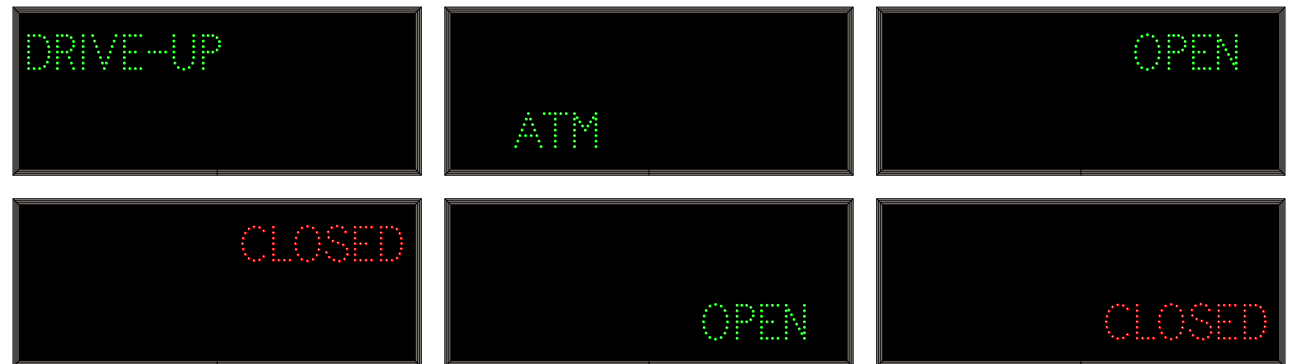 DRIVE-UP
ATM
OPEN
CLOSED
OPEN
CLOSED